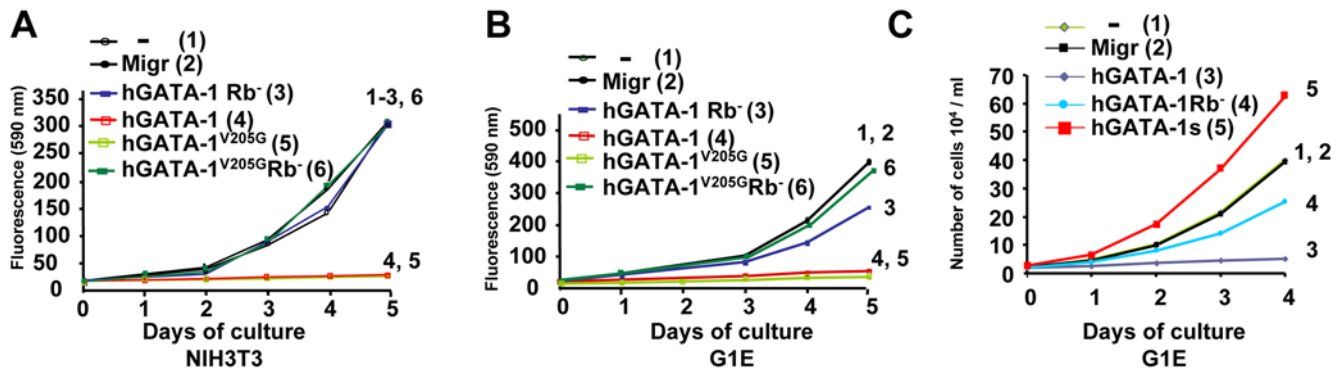 A
- (1)
Migr (2)
hGATA-1 Rb- (3)
hGATA-1 (4)
hGATA-1V205G (5)
hGATA-1V205GRb- (6)
1-3, 6
4, 5
Fluorescence (590 nm)
350
300
250
200
150
100
50
0
0 1 2 3 4 5
Days of culture
NIH3T3
B
- (1)
Migr (2)
hGATA-1 Rb- (3)
hGATA-1 (4)
hGATA-1V205G (5)
hGATA-1V205GRb- (6)
1, 2
6
3
4, 5
Fluorescence (590 nm)
500
400
300
200
100
0
0 1 2 3 4 5
Days of culture
G1E
C
- (1)
Migr (2)
hGATA-1 (3)
hGATA-1Rb- (4)
hGATA-1s (5)
5
1, 2
4
3
Number of cells 10⁴ / ml
70
60
50
40
30
20
10
0
0 1 2 3 4
Days of culture
G1E